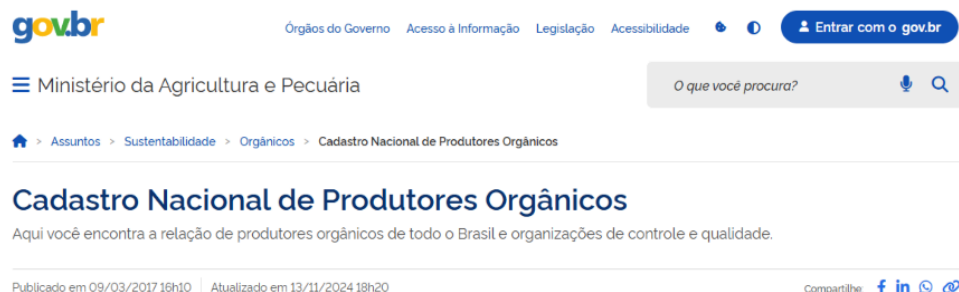 gov.br
Órgãos do Governo Acesso à Informação Legislação Acessibilidade
Entrar com o gov.br
Ministério da Agricultura e Pecuária
O que você procura?
> Assuntos > Sustentabilidade > Orgânicos > Cadastro Nacional de Produtores Orgânicos
Cadastro Nacional de Produtores Orgânicos
Aqui você encontra a relação de produtores orgânicos de todo o Brasil e organizações de controle e qualidade.
Publicado em 09/03/2017 16h10 Atualizado em 13/11/2024 18h20
Compartilhe: